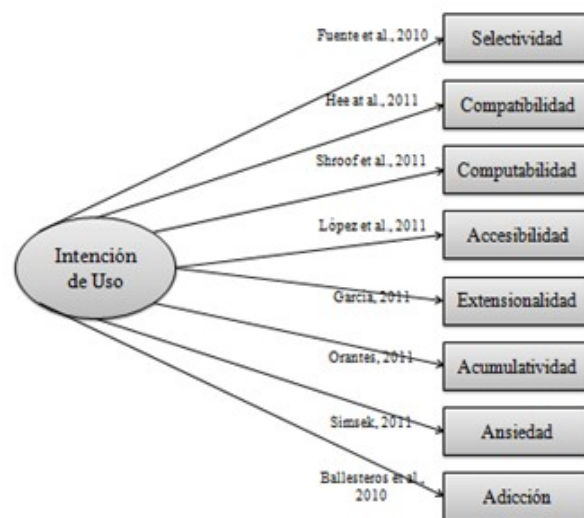 Fuente et al., 2010
Selectividad
Hee at al., 2011
Compatibilidad
Shroof et al., 2011
Computabilidad
López et al., 2011
Accesibilidad
Intención
de Uso
García, 2011
Extensionalidad
Orantes, 2011
Acumulatividad
Simsek, 2011
Ansiedad
Ballesteros et al.,
2010
Adicción